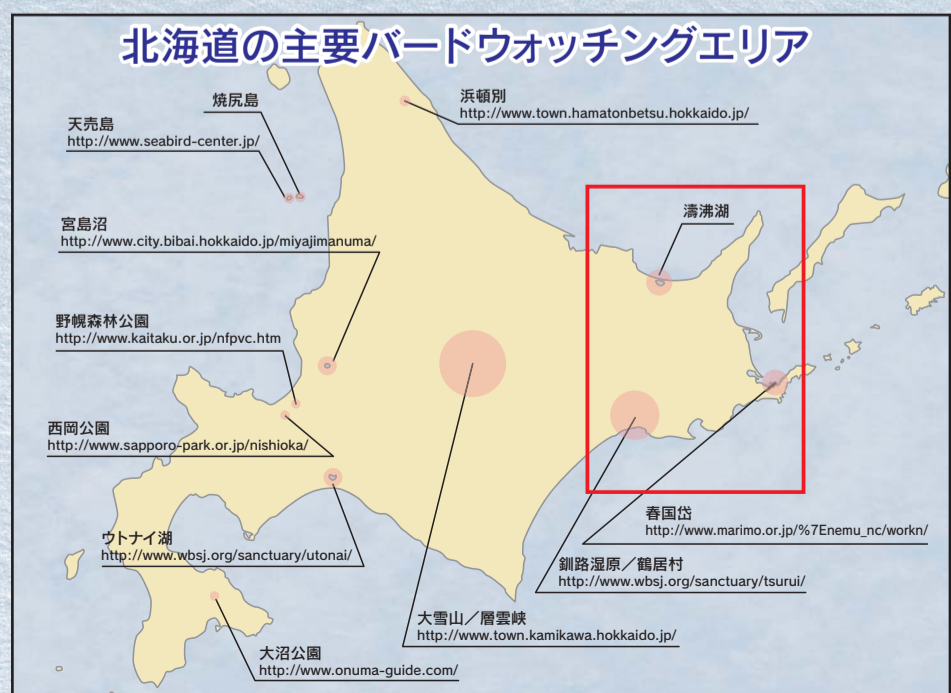 北海道の主要バードウォッチングエリア
焼尻島
天売島
http://www.seabird-center.jp/
浜頓別
http://www.town.hamatonbetsu.hokkaido.jp/
宮島沼
http://www.city.bibai.hokkaido.jp/miyajimanuma/
濤沸湖
野幌森林公園
http://www.kaitaku.or.jp/nfpvc.htm
西岡公園
http://www.sapporo-park.or.jp/nishioka/
ウトナイ湖
http://www.wbsj.org/sanctuary/utonai/
春国岱
http://www.marimo.or.jp/%7Enemu_nc/workn/
釧路湿原／鶴居村
http://www.wbsj.org/sanctuary/tsurui/
大雪山／層雲峡
http://www.town.kamikawa.hokkaido.jp/
大沼公園
http://www.onuma-guide.com/